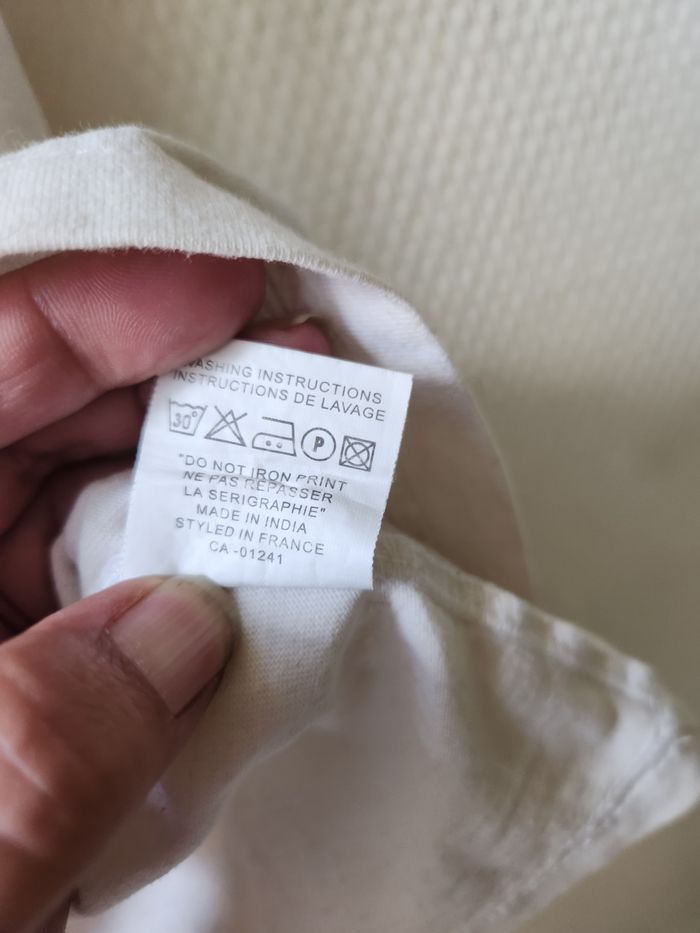 WASHING INSTRUCTIONS
INSTRUCTIONS DE LAVAGE
30° P
"DO NOT IRON PRINT
NE PAS REPASSER
LA SERIGRAPHIE"
MADE IN INDIA
STYLED IN FRANCE
CA -01241